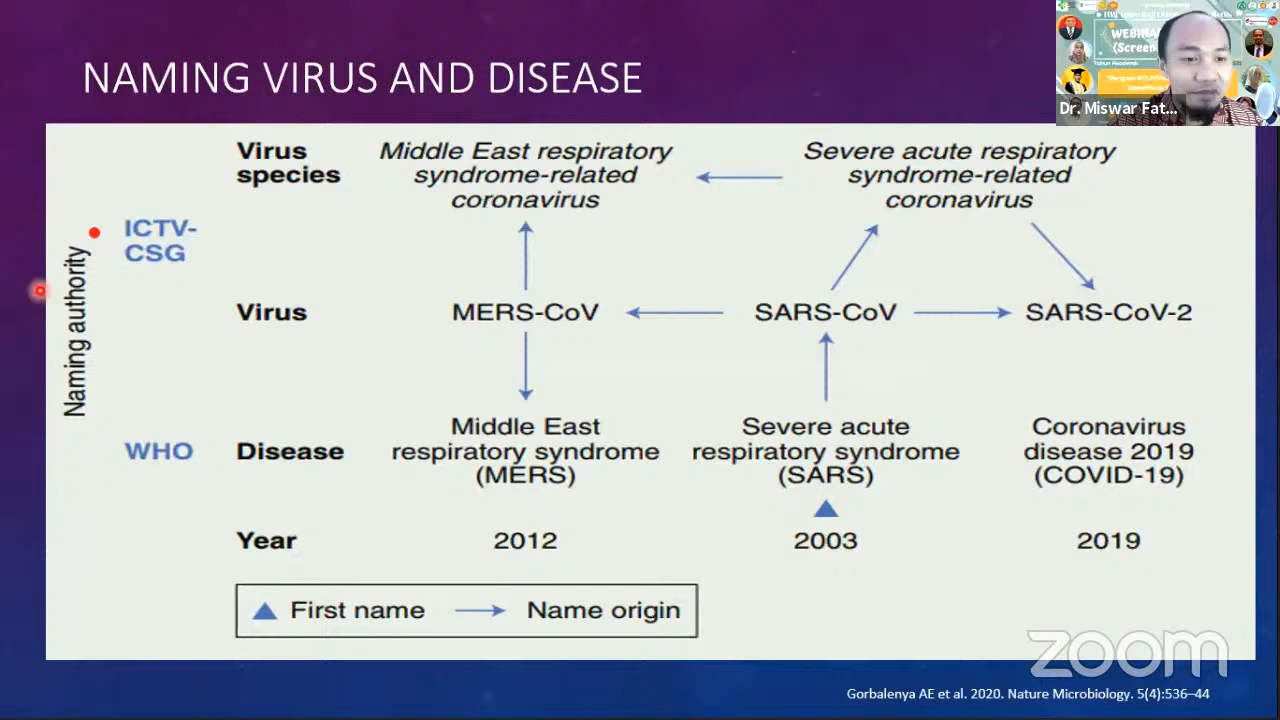 NAMING VIRUS AND DISEASE
WEBINA
(Screen
Dr. Miswar Fat...
Virus
species
Middle East respiratory
syndrome-related
coronavirus
Severe acute respiratory
syndrome-related
coronavirus
Naming authority
ICTV-
CSG
Virus
MERS-CoV
SARS-CoV
SARS-CoV-2
WHO
Disease
Middle East
respiratory syndrome
(MERS)
Severe acute
respiratory syndrome
(SARS)
Coronavirus
disease 2019
(COVID-19)
Year
2012
2003
2019
First name
Name origin
zoom
Gorbalenya AE et al. 2020. Nature Microbiology. 5(4):536–44